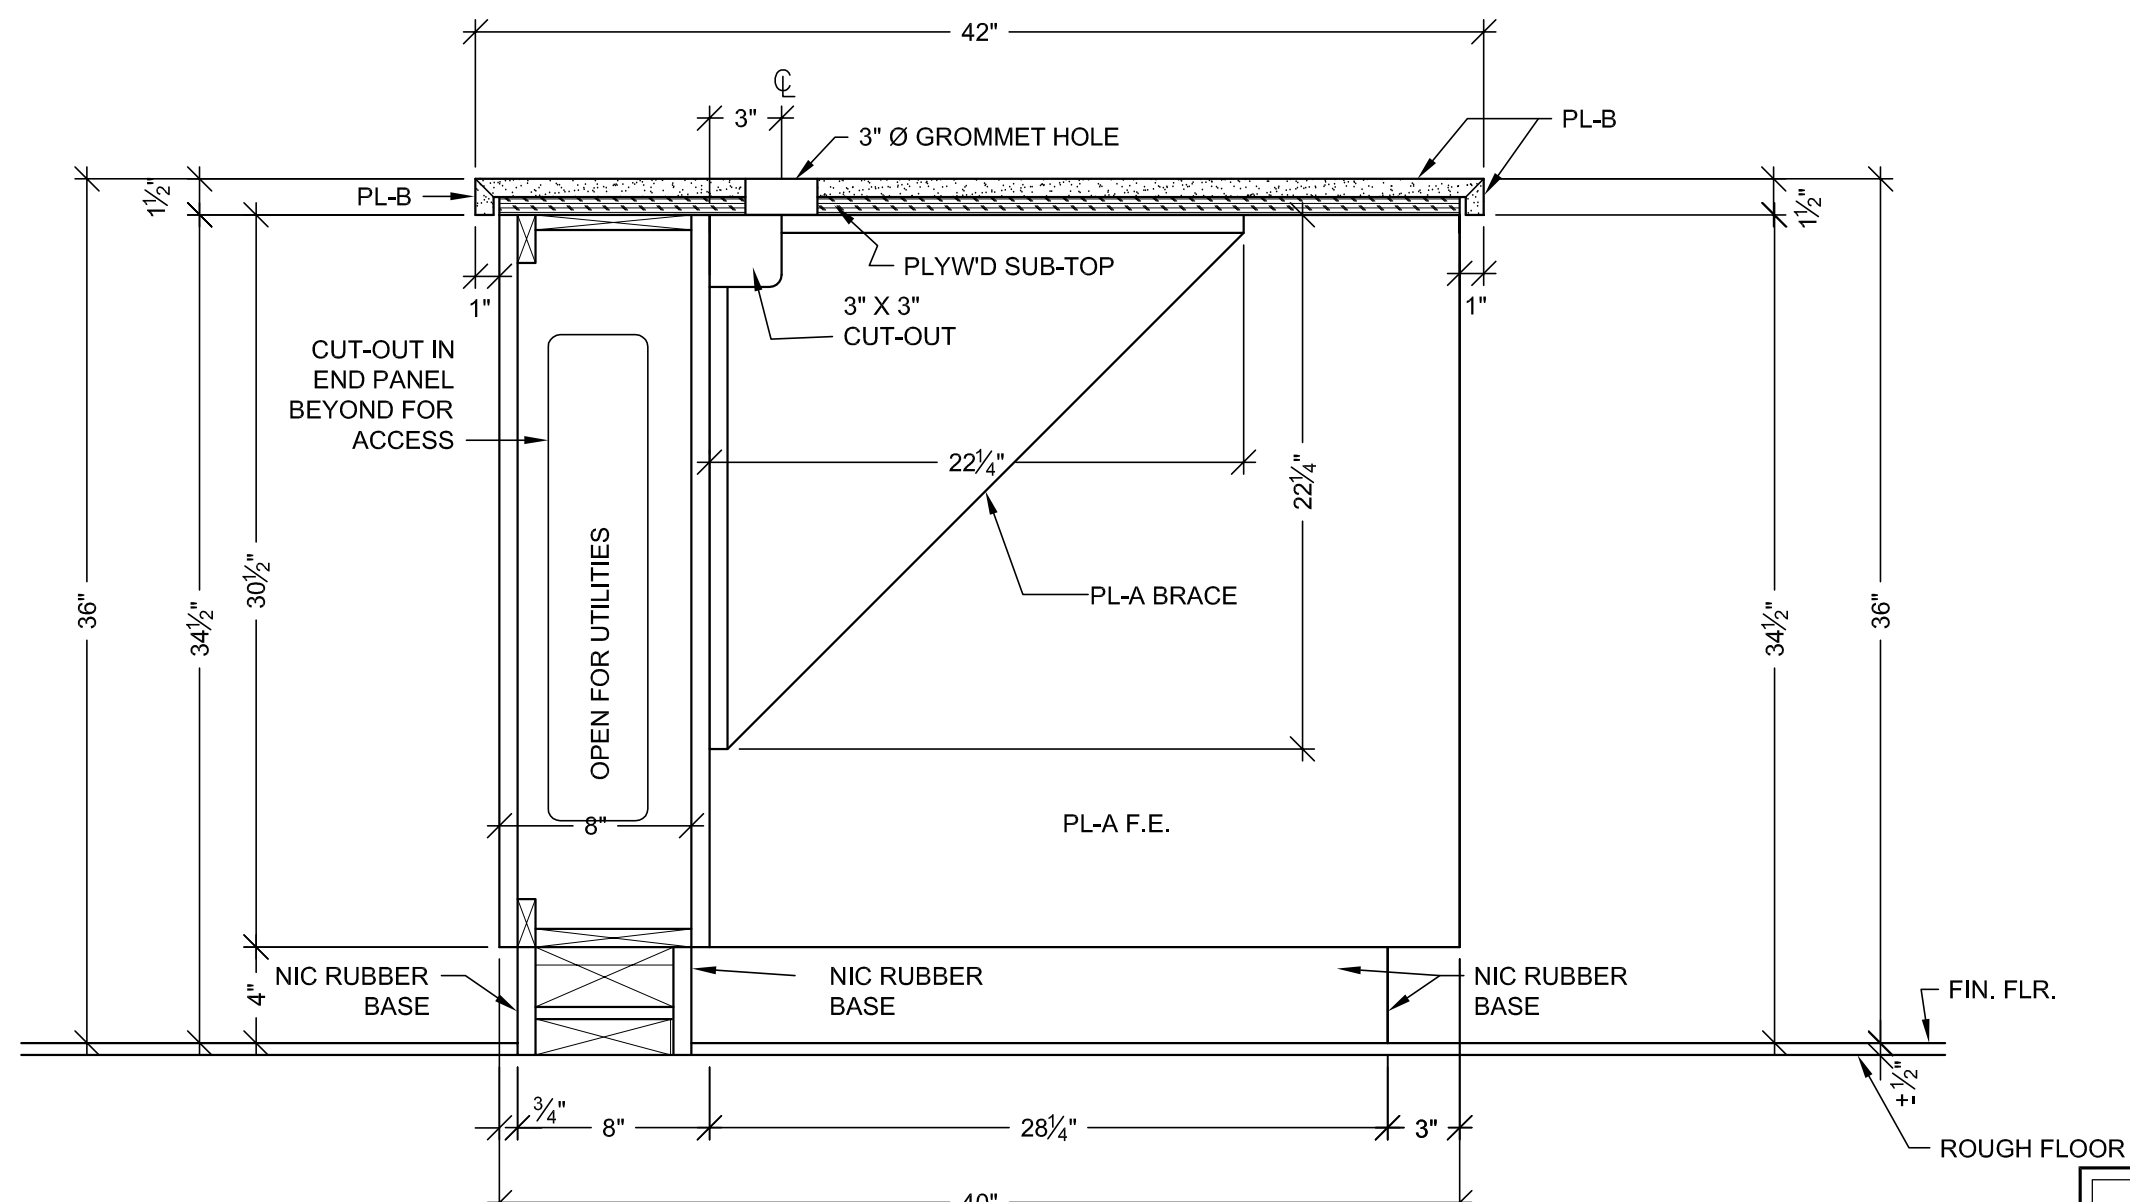 42"
℄
3"
3" Ø GROMMET HOLE
PL-B
PL-B
1½"
1½"
PLYW'D SUB-TOP
1"
1"
3" X 3"
CUT-OUT
CUT-OUT IN
END PANEL
BEYOND FOR
ACCESS
22¼"
22¼"
OPEN FOR UTILITIES
30½"
36"
34½"
PL-A BRACE
34½"
36"
8"
PL-A F.E.
4"
NIC RUBBER
BASE
NIC RUBBER
BASE
NIC RUBBER
BASE
FIN. FLR.
±½"
¾"
8"
28¼"
3"
ROUGH FLOOR
40"